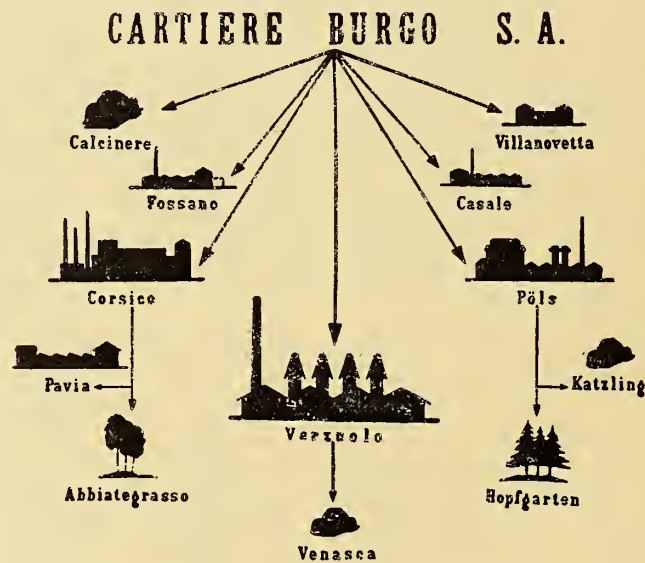 CARTIERE BURGO S. A.
Calcinere
Villanovetta
Fossano
Casale
Corsico
Pöls
Pavia
Katzling
Verzuolo
Abbiategrasso
Hopfgarten
Venasca